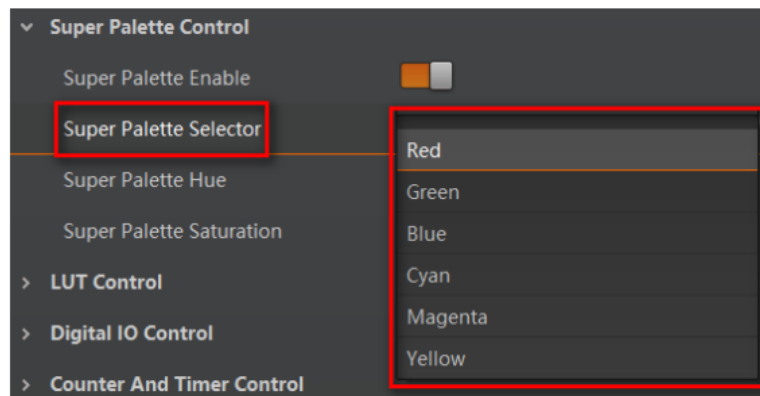 Super Palette Control
Super Palette Enable
Super Palette Selector
Red
Super Palette Hue
Green
Super Palette Saturation
Blue
LUT Control
Cyan
Digital IO Control
Magenta
Yellow
Counter And Timer Control